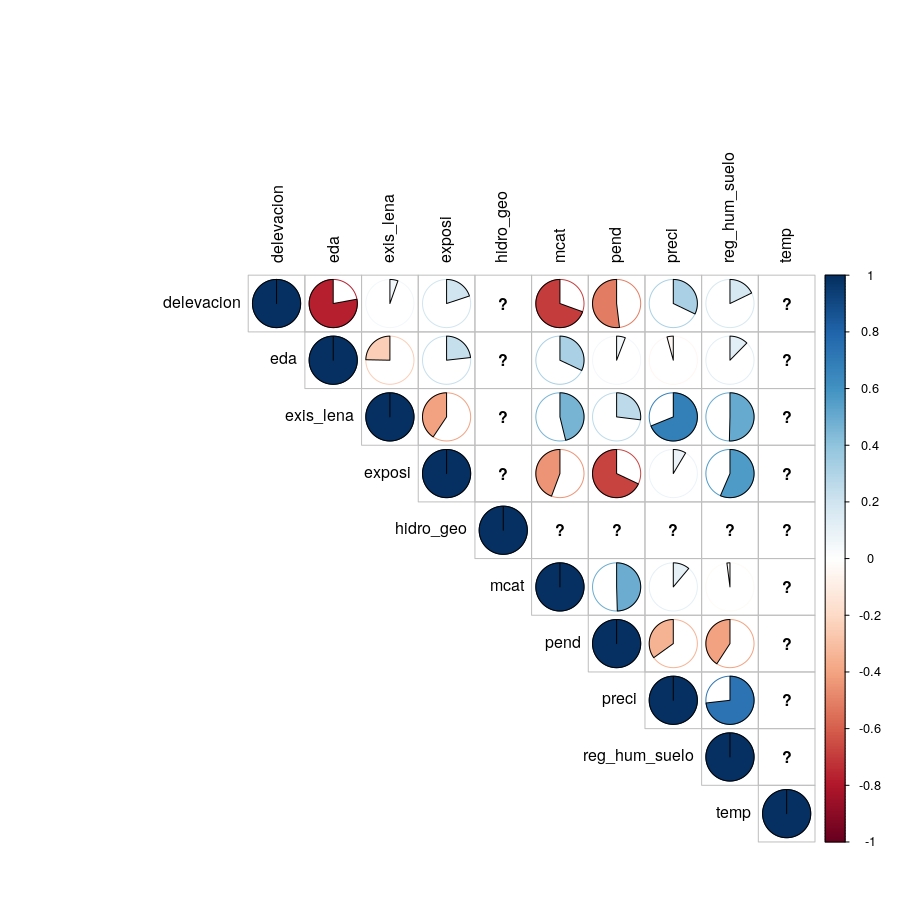 delevacion
eda
exis_lena
exposi
hidro_geo
mcat
pend
preci
reg_hum_suelo
temp
delevacion ? ?
eda ? ?
exis_lena ? ?
exposi ? ?
hidro_geo ? ? ? ? ?
mcat ?
pend ?
preci ?
reg_hum_suelo ?
temp
1
0.8
0.6
0.4
0.2
0
-0.2
-0.4
-0.6
-0.8
-1